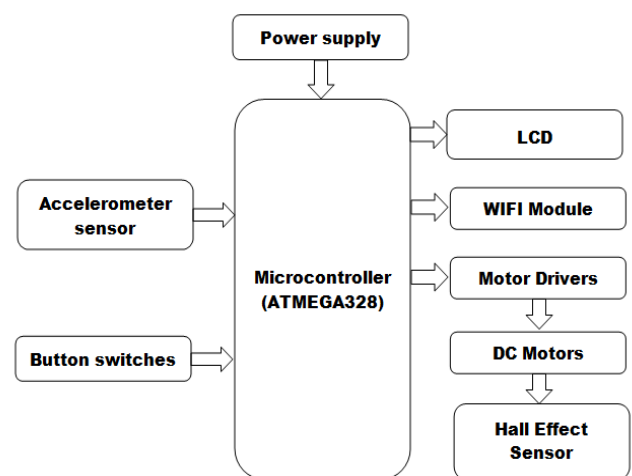 Power supply
LCD
Accelerometer
sensor
WIFI Module
Microcontroller
(ATMEGA328)
Motor Drivers
Button switches
DC Motors
Hall Effect
Sensor